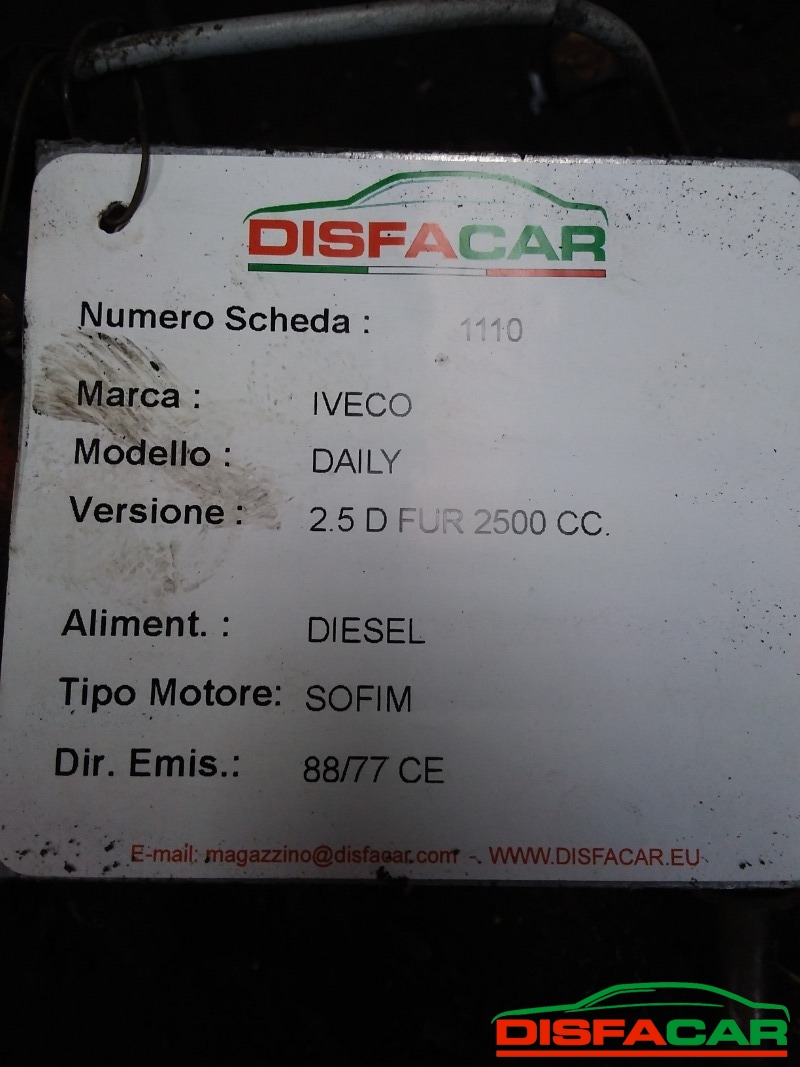 DISFACAR
Numero Scheda : 1110
Marca : IVECO
Modello : DAILY
Versione : 2.5 D FUR 2500 CC.
Aliment. : DIESEL
Tipo Motore: SOFIM
Dir. Emis.: 88/77 CE
E-mail: magazzino@disfacar.com - WWW.DISFACAR.EU
DISFACAR